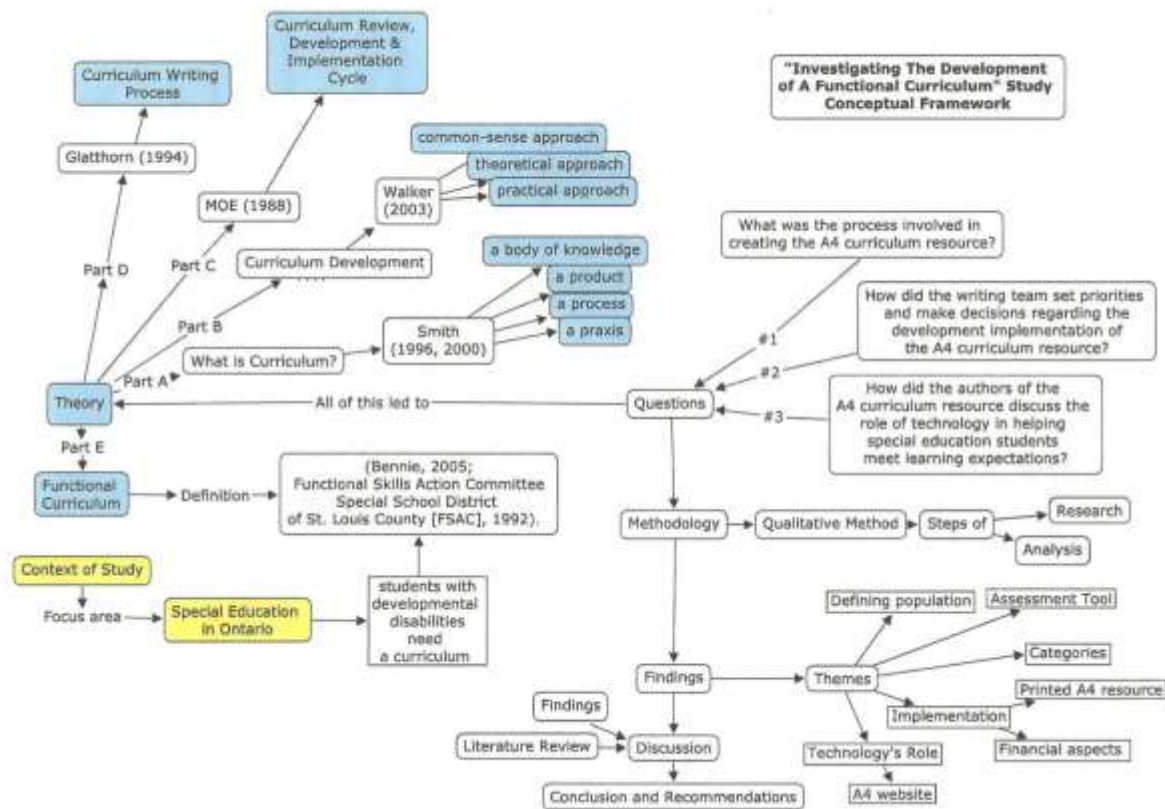 Curriculum Review,
Development &
Implementation
Cycle
Curriculum Writing
Process
"Investigating The Development
of A Functional Curriculum" Study
Conceptual Framework
Glatthorn (1994)
MOE (1988)
common-sense approach
theoretical approach
practical approach
Walker
(2003)
Curriculum Development
Part D
Part C
Part B
Part A
What is Curriculum?
Smith
(1996, 2000)
a body of knowledge
a product
a process
a praxis
What was the process involved in
creating the A4 curriculum resource?
How did the writing team set priorities
and make decisions regarding the
development implementation of
the A4 curriculum resource?
How did the authors of the
A4 curriculum resource discuss the
role of technology in helping
special education students
meet learning expectations?
#1
#2
#3
Theory
All of this led to
Questions
Part E
Functional
Curriculum
Definition
(Bennie, 2005;
Functional Skills Action Committee
Special School District
of St. Louis County [FSAC], 1992).
Methodology
Qualitative Method
Steps of
Research
Analysis
Context of Study
Focus area
Special Education
in Ontario
students with
developmental
disabilities
need
a curriculum
Findings
Themes
Defining population
Assessment Tool
Categories
Implementation
Printed A4 resource
Financial aspects
Technology's Role
A4 website
Findings
Literature Review
Discussion
Conclusion and Recommendations